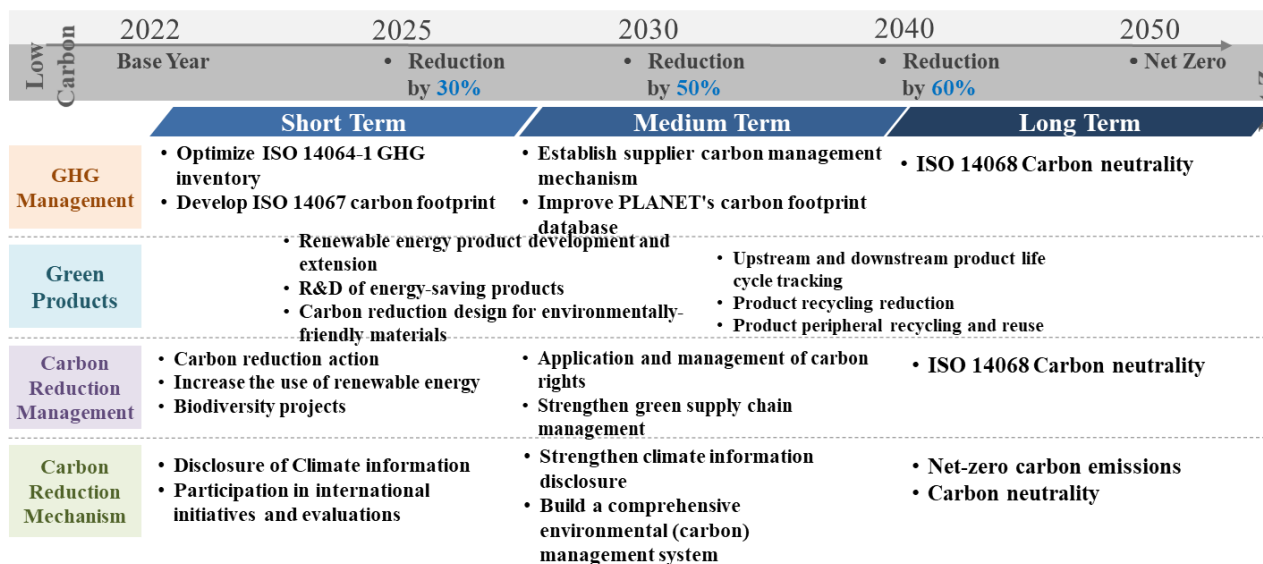 2022 2025 2030 2040 2050
Low
Carbon
Base Year
• Reduction
by 30%
• Reduction
by 50%
• Reduction
by 60%
• Net Zero
Short Term
Medium Term
Long Term
GHG
Management
• Optimize ISO 14064-1 GHG
inventory
• Develop ISO 14067 carbon footprint
• Establish supplier carbon management
mechanism
• Improve PLANET's carbon footprint
database
• ISO 14068 Carbon neutrality
Green
Products
• Renewable energy product development and
extension
• R&D of energy-saving products
• Carbon reduction design for environmentally-
friendly materials
• Upstream and downstream product life
cycle tracking
• Product recycling reduction
• Product peripheral recycling and reuse
Carbon
Reduction
Management
• Carbon reduction action
• Increase the use of renewable energy
• Biodiversity projects
• Application and management of carbon
rights
• Strengthen green supply chain
management
• ISO 14068 Carbon neutrality
Carbon
Reduction
Mechanism
• Disclosure of Climate information
• Participation in international
initiatives and evaluations
• Strengthen climate information
disclosure
• Build a comprehensive
environmental (carbon)
management system
• Net-zero carbon emissions
• Carbon neutrality